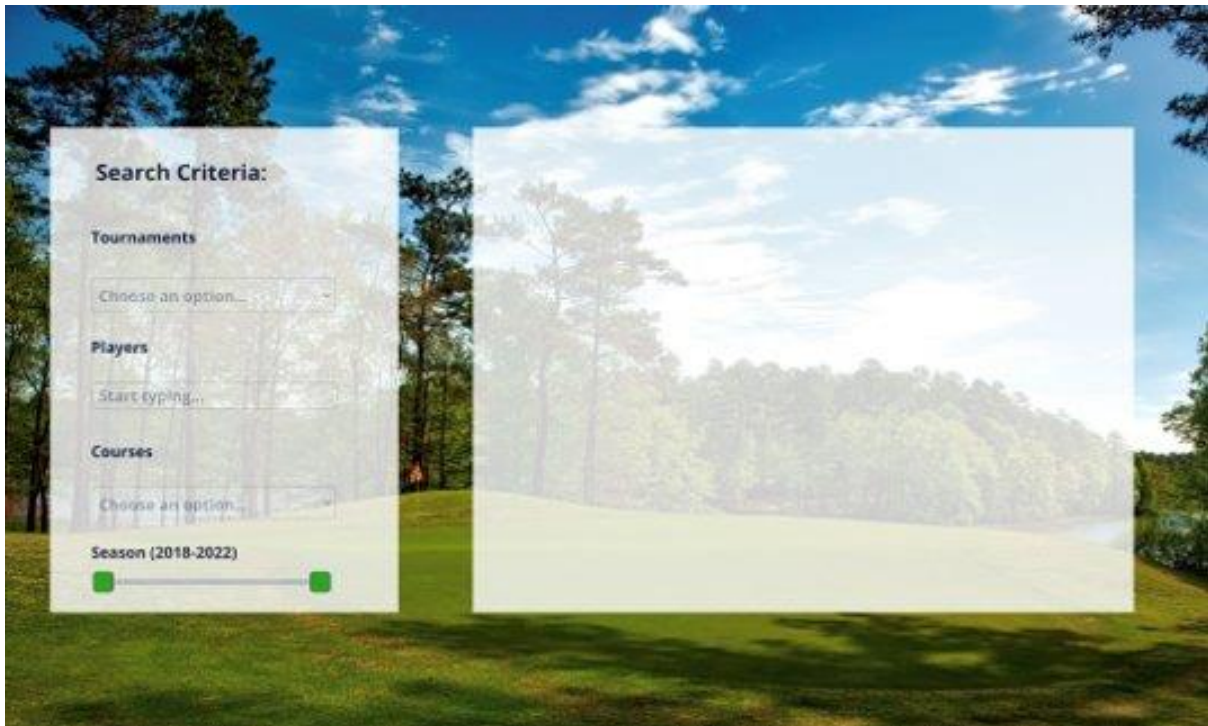 Search Criteria:
Tournaments
Choose an option...
Players
Start typing...
Courses
Choose an option...
Season (2018-2022)